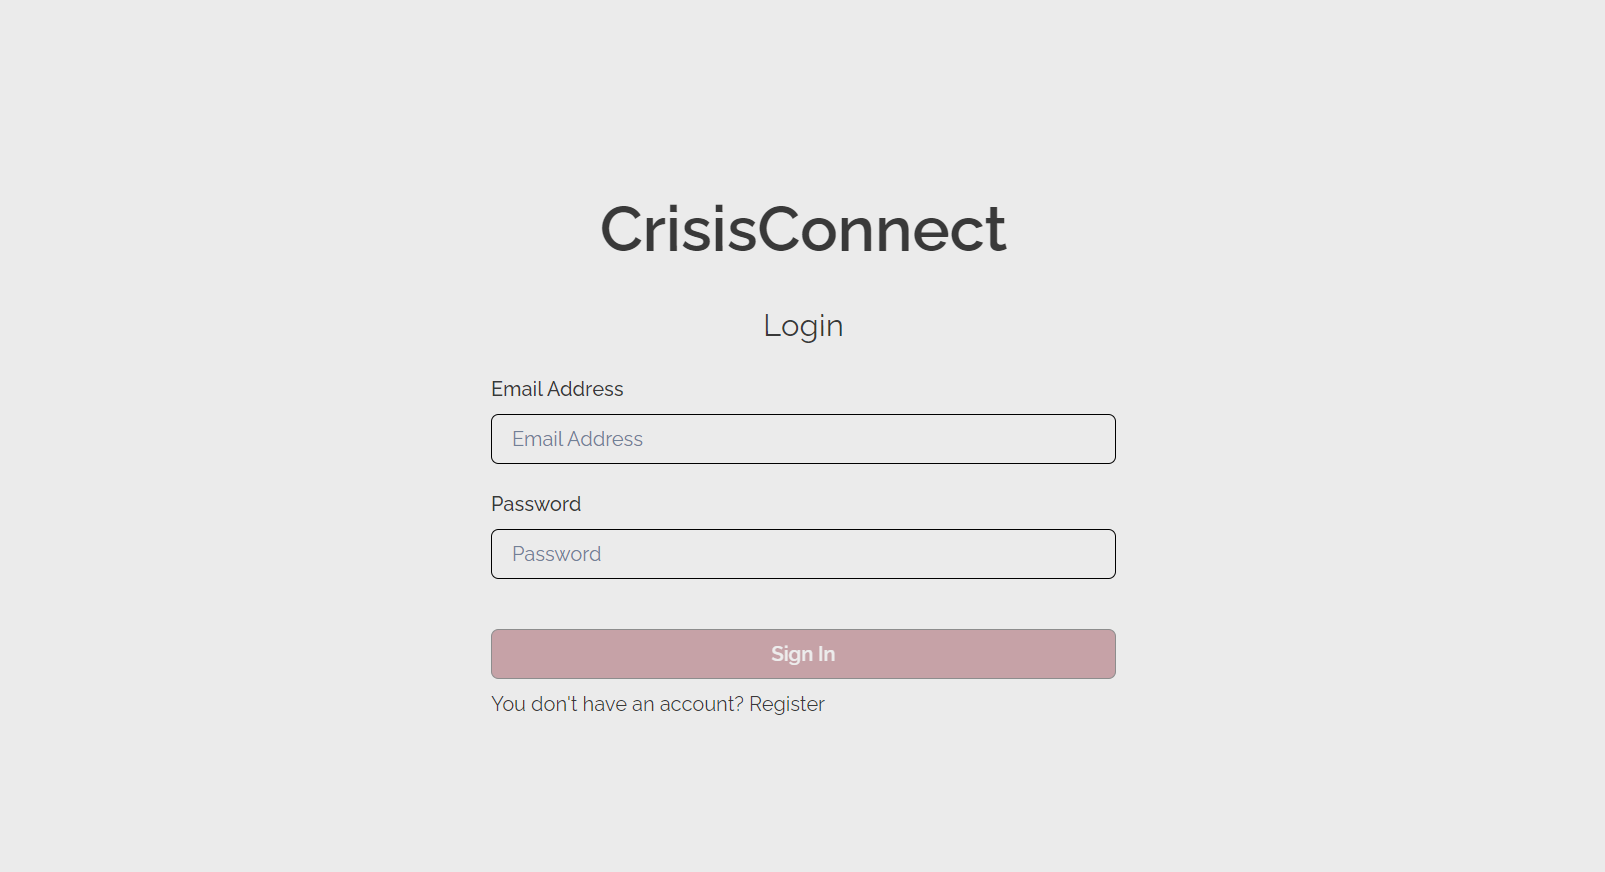 CrisisConnect
Login
Email Address
Email Address
Password
Password
Sign In
You don't have an account? Register